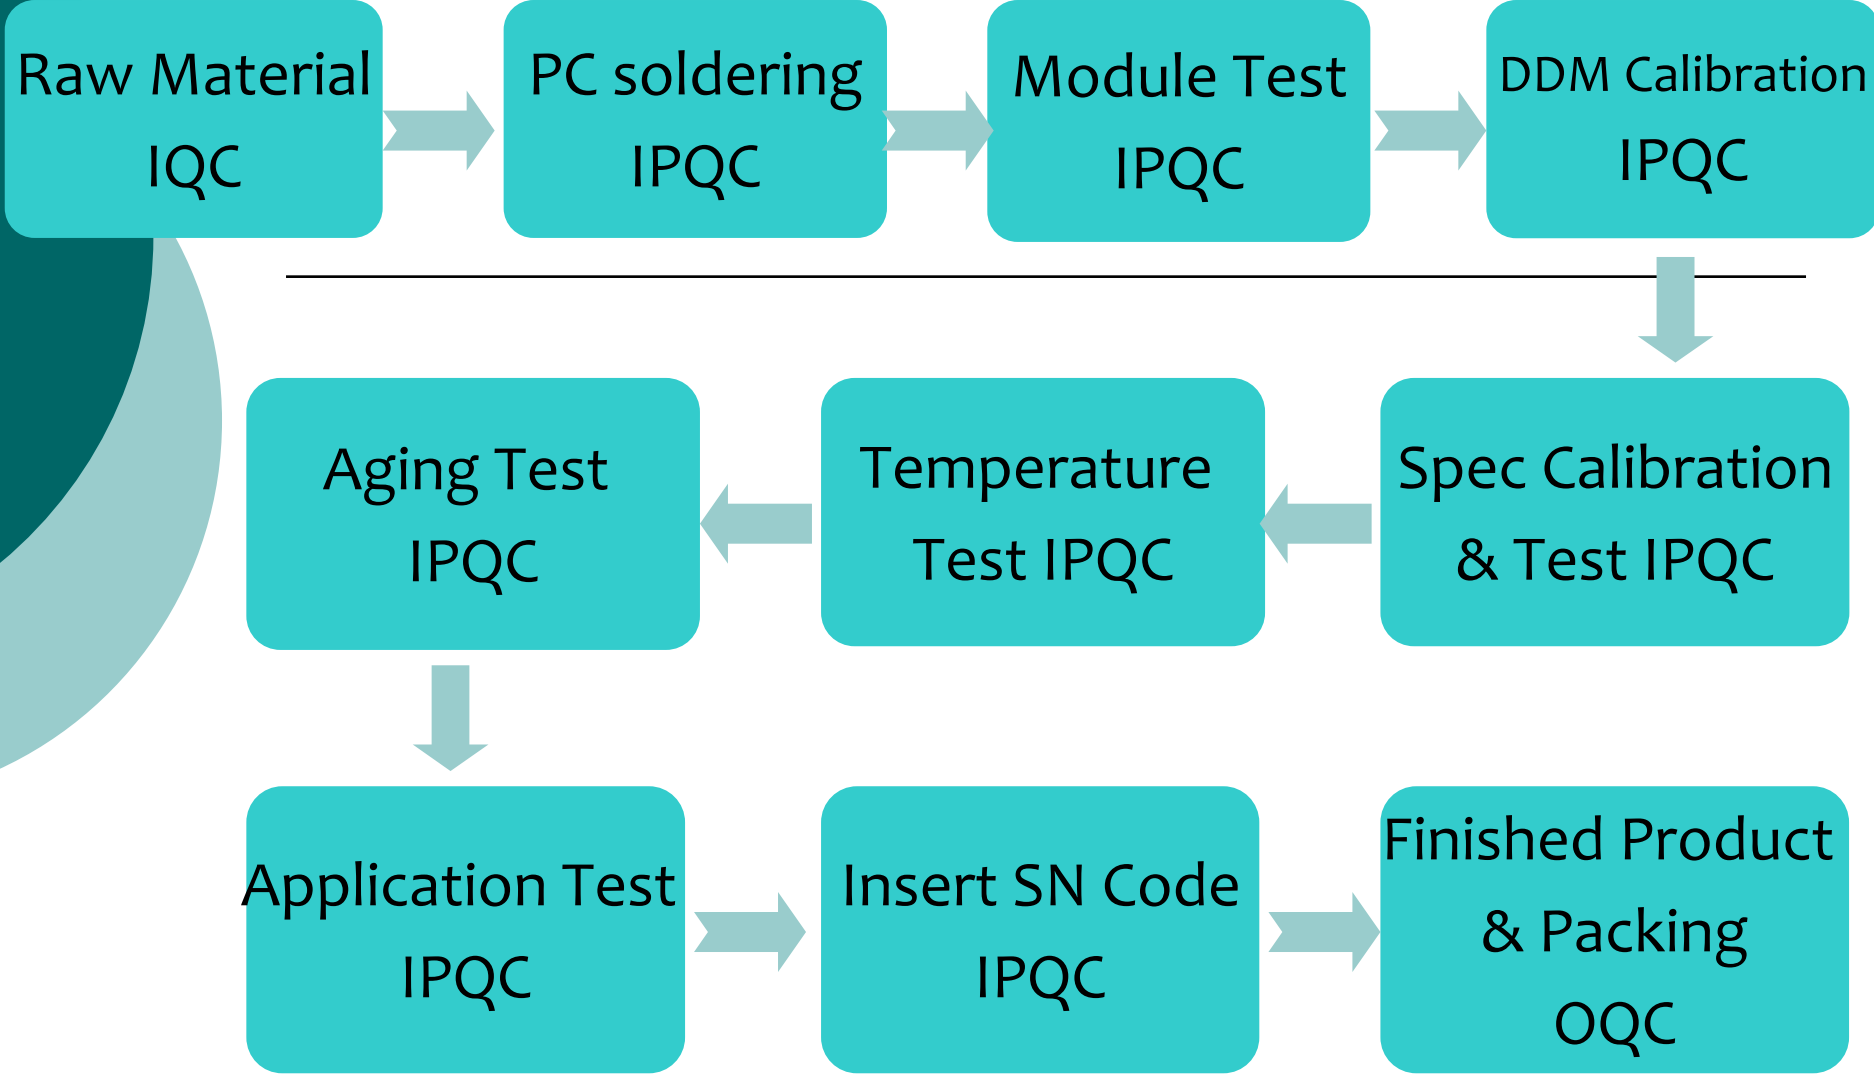 Raw Material
IQC
PC soldering
IPQC
Module Test
IPQC
DDM Calibration
IPQC
Spec Calibration
& Test IPQC
Temperature
Test IPQC
Aging Test
IPQC
Application Test
IPQC
Insert SN Code
IPQC
Finished Product
& Packing
OQC